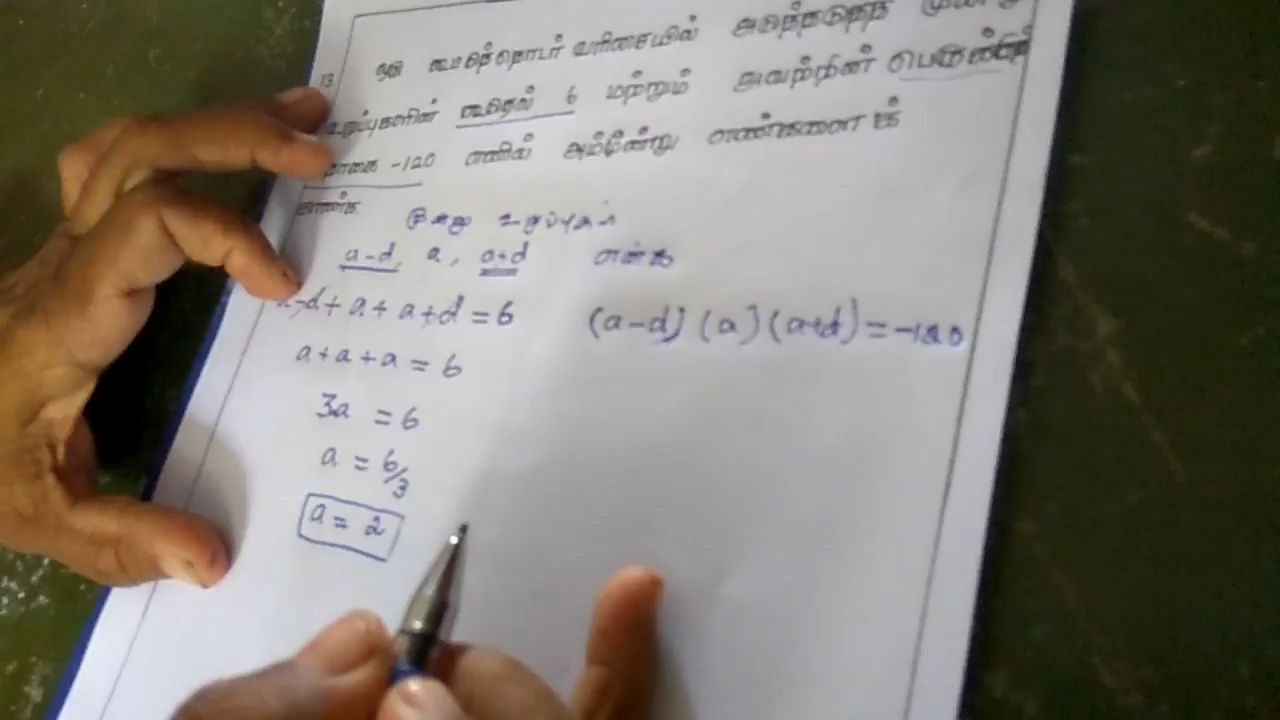 13. ஒரு கூட்டுத்தொடர் வரிசையில் அடுத்தடுத்த மூன்று
உறுப்புகளின் கூடுதல் 6 மற்றும் அவற்றின் பெருக்கற்
பலன் தொகை -120 எனில் அம்மூன்று எண்களைக்
காண்க.
மூன்று உறுப்புகள்
a-d, a, a+d என்க
a-d + a + a+d = 6
(a-d) (a) (a+d) = -120
a+a+a = 6
3a = 6
a = 6/3
a = 2